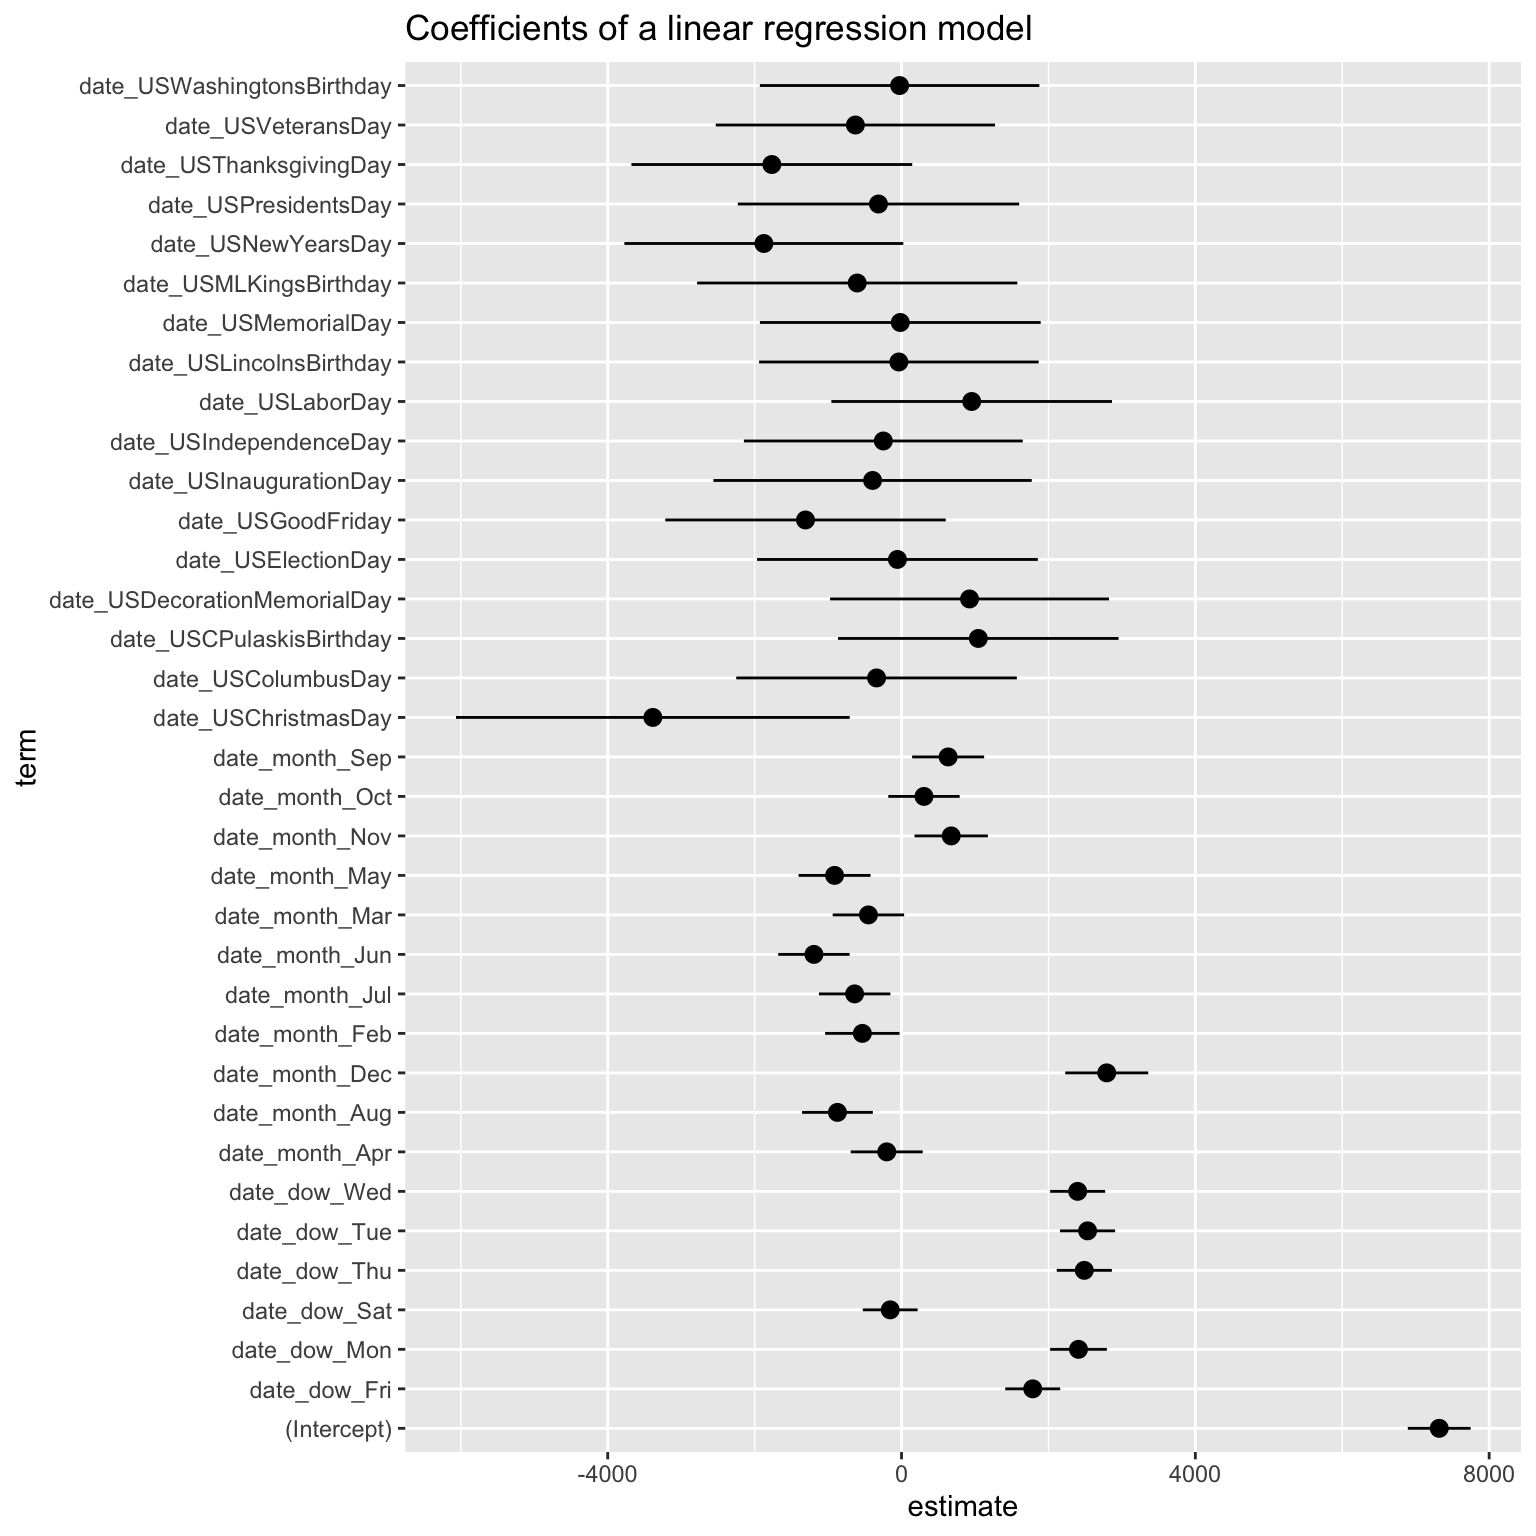 Coefficients of a linear regression model
date_USWashingtonsBirthday
date_USVeteransDay
date_USThanksgivingDay
date_USPresidentsDay
date_USNewYearsDay
date_USMLKingsBirthday
date_USMemorialDay
date_USLincolnsBirthday
date_USLaborDay
date_USIndependenceDay
date_USInaugurationDay
date_USGoodFriday
date_USElectionDay
date_USDecorationMemorialDay
date_USCPulaskisBirthday
date_USColumbusDay
date_USChristmasDay
date_month_Sep
date_month_Oct
date_month_Nov
date_month_May
date_month_Mar
date_month_Jun
date_month_Jul
date_month_Feb
date_month_Dec
date_month_Aug
date_month_Apr
date_dow_Wed
date_dow_Tue
date_dow_Thu
date_dow_Sat
date_dow_Mon
date_dow_Fri
(Intercept)
term
-4000 0 4000 8000
estimate